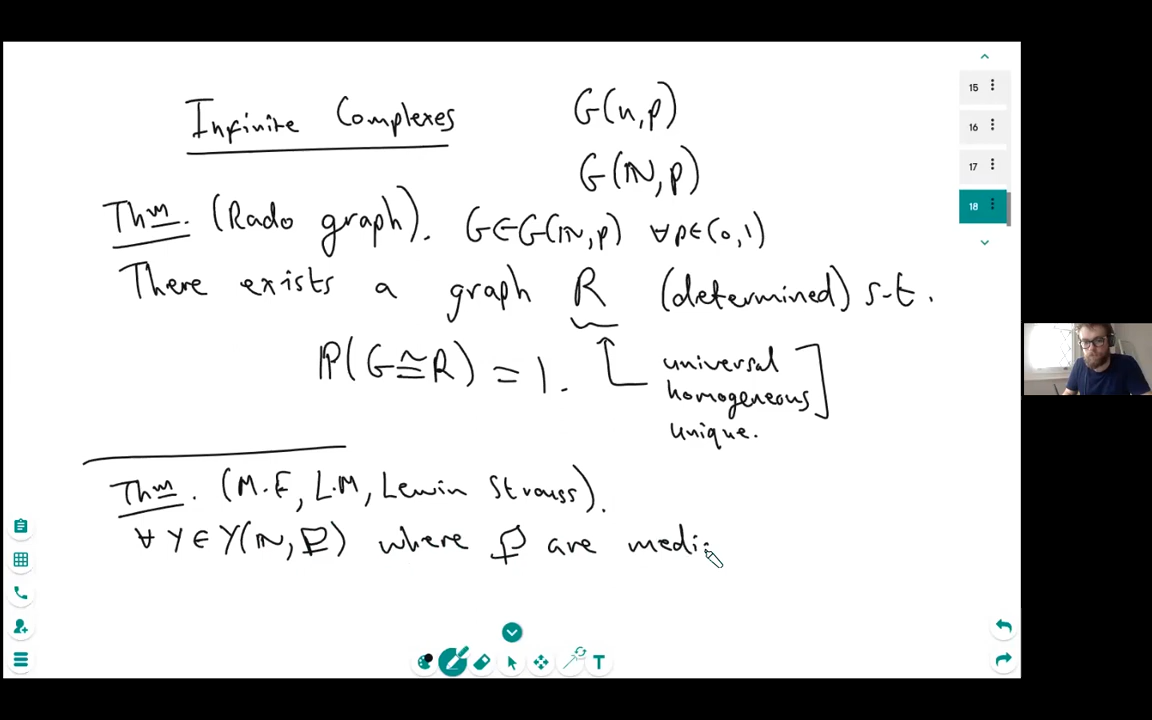 Infinite Complexes
G(n,p)
G(ℕ,p)
Thm. (Rado graph). G∈G(ℕ,p) ∀p∈(0,1)
There exists a graph R (determined) s.t.
ℙ(G≅R) = 1.
universal
homogeneous
unique.
Thm. (M.F, L.M, Lewin Strauss).
∀ Y ∈ Y(ℕ, p) where p are medi
15
16
17
18
T